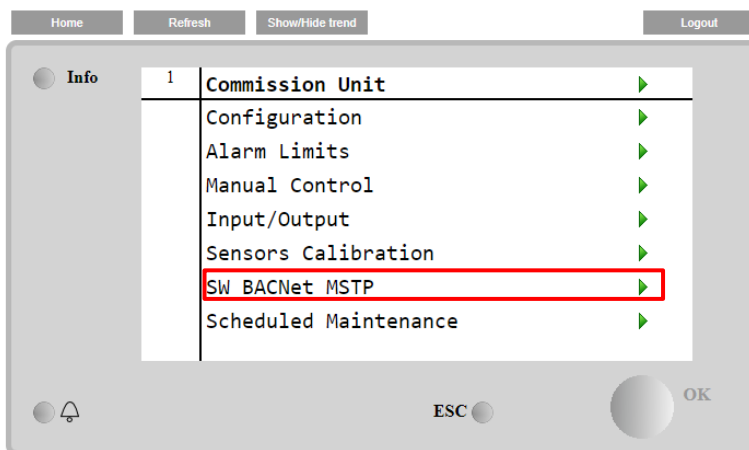 Home Refresh Show/Hide trend Logout
Info
1 Commission Unit
Configuration
Alarm Limits
Manual Control
Input/Output
Sensors Calibration
SW BACNet MSTP
Scheduled Maintenance
ESC OK